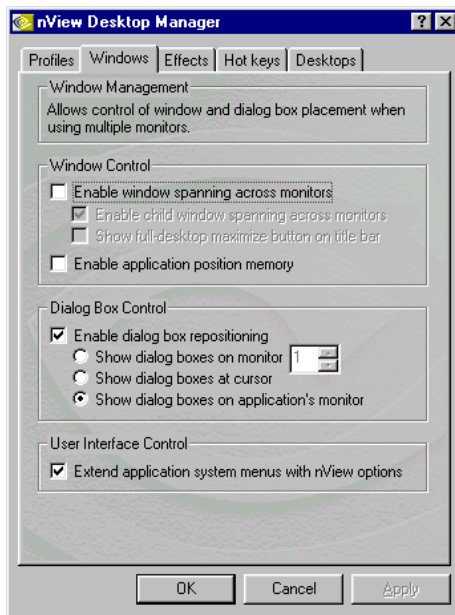 nView Desktop Manager
Profiles Windows Effects Hot keys Desktops
Window Management
Allows control of window and dialog box placement when
using multiple monitors.
Window Control
Enable window spanning across monitors
Enable child window spanning across monitors
Show full-desktop maximize button on title bar
Enable application position memory
Dialog Box Control
Enable dialog box repositioning
Show dialog boxes on monitor 1
Show dialog boxes at cursor
Show dialog boxes on application's monitor
User Interface Control
Extend application system menus with nView options
OK Cancel Apply